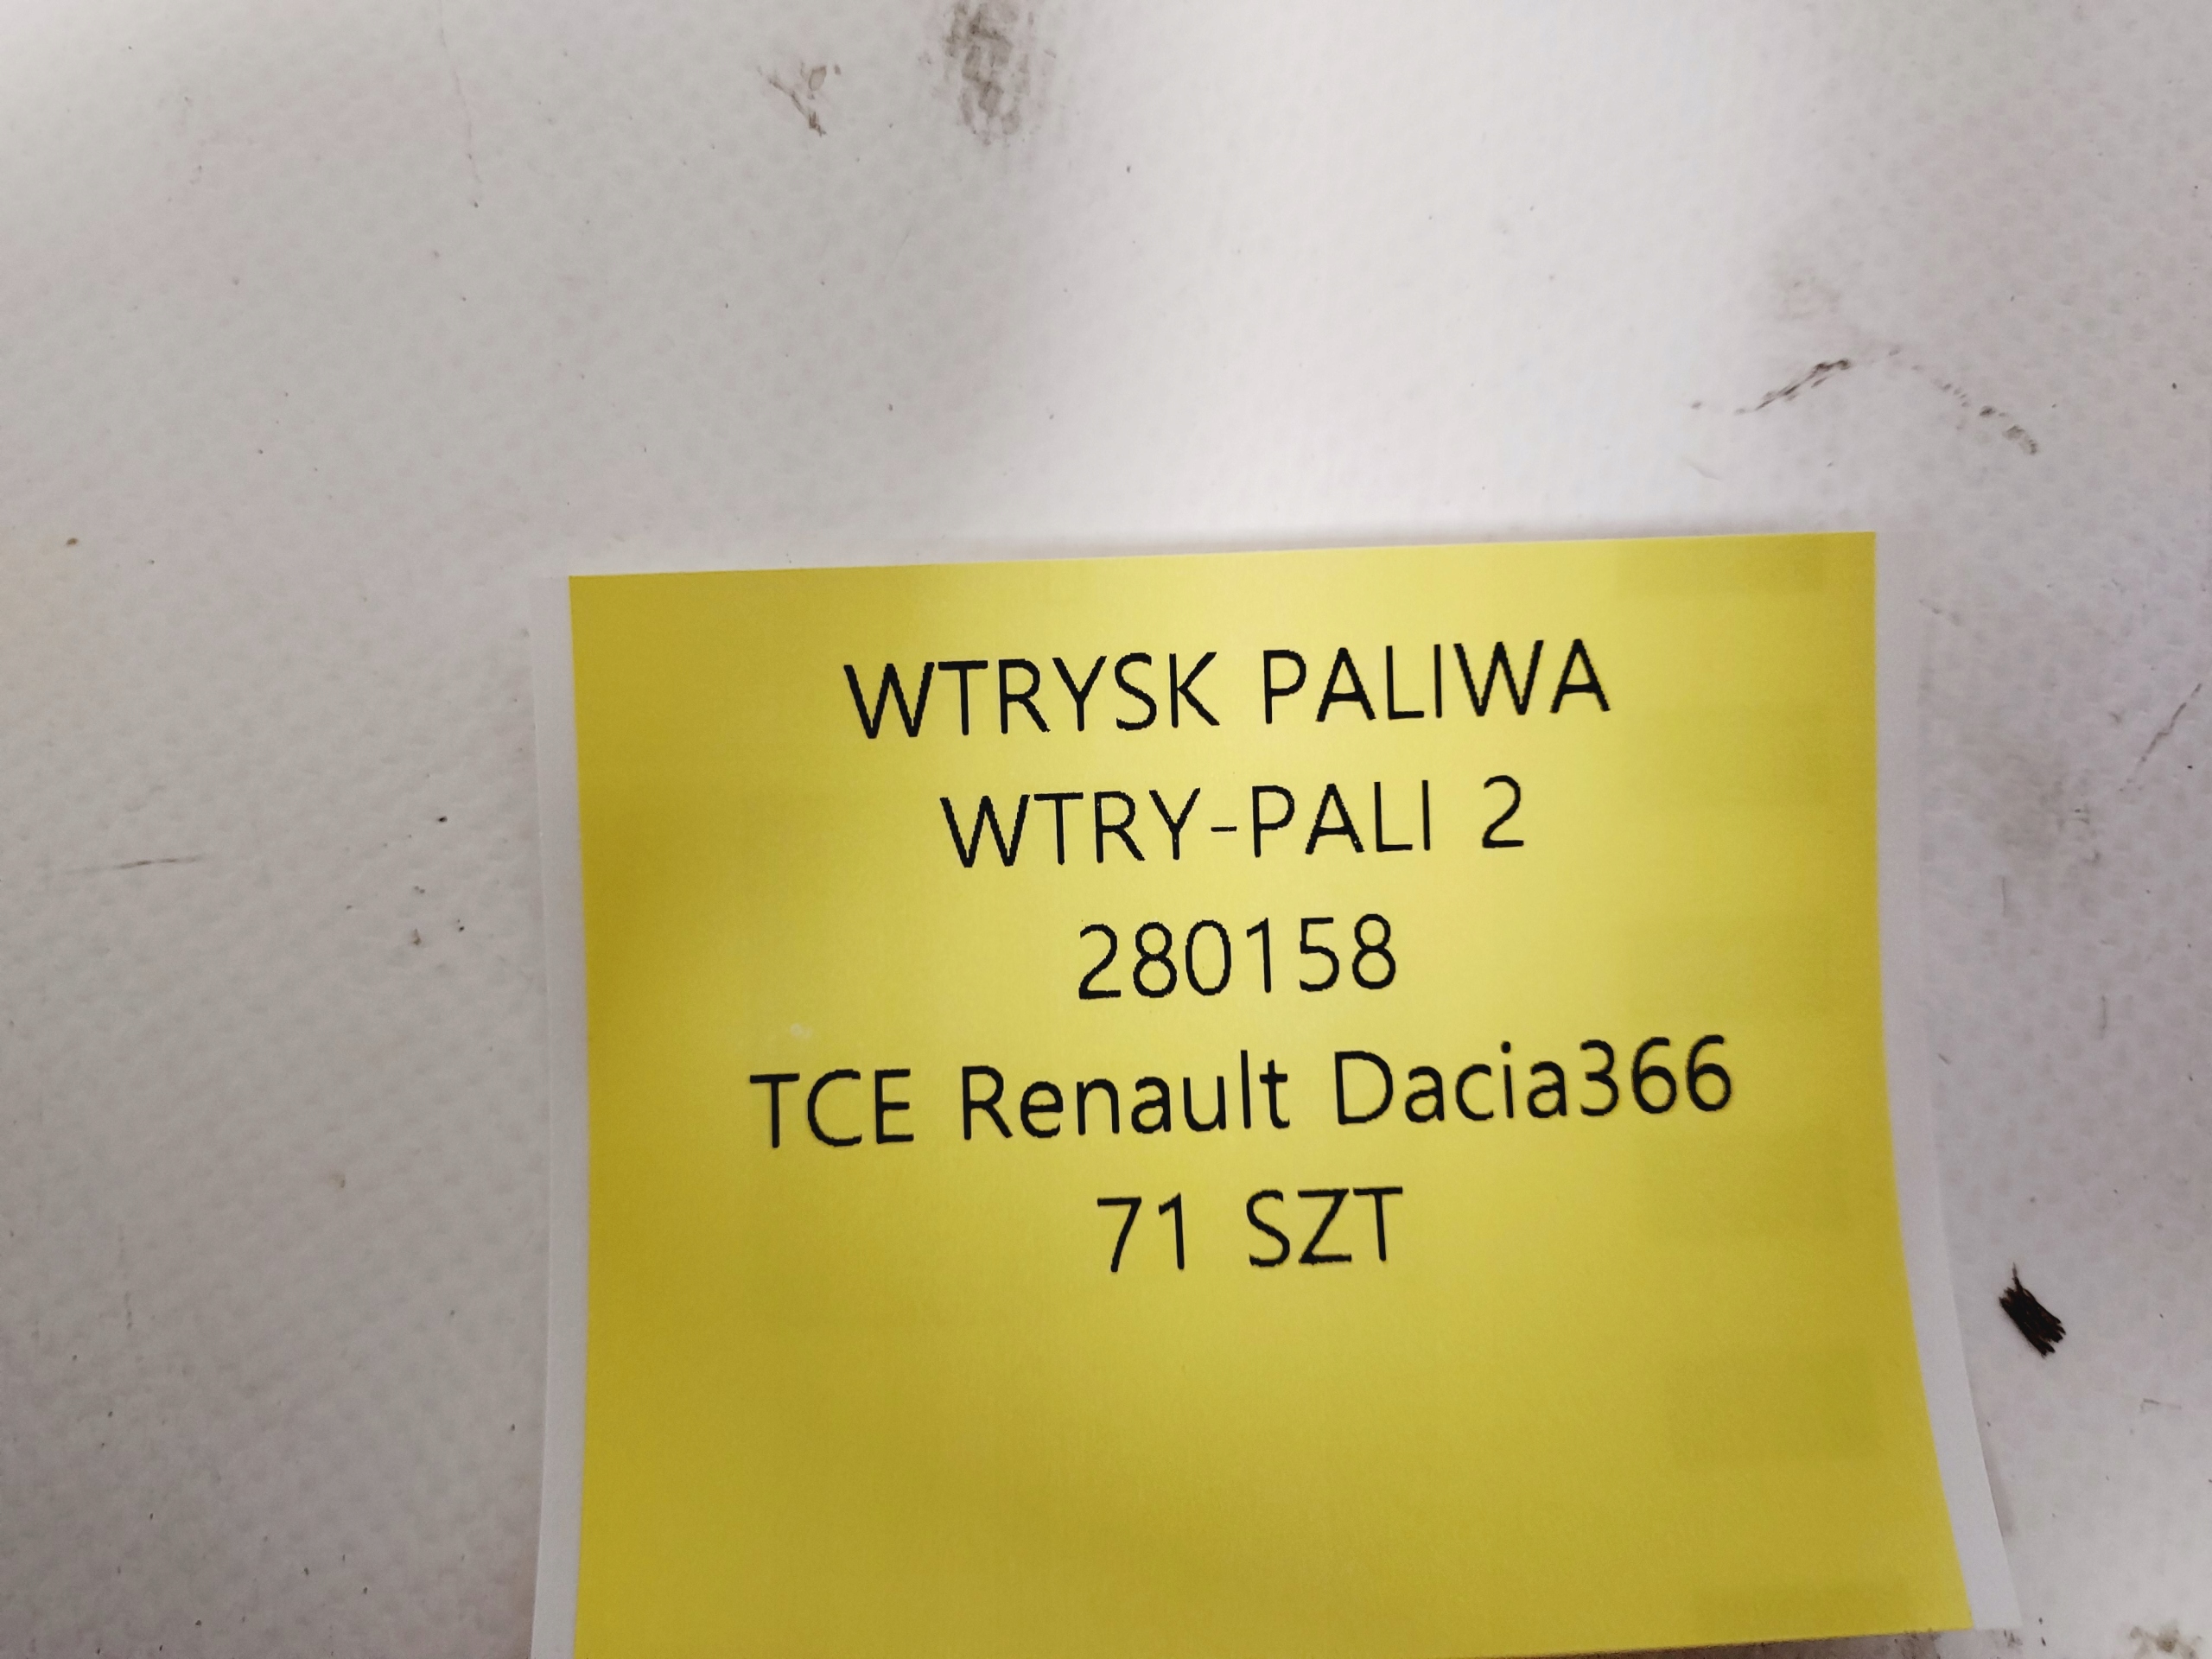 WTRYSK PALIWA
WTRY-PALI 2
280158
TCE Renault Dacia366
71 SZT